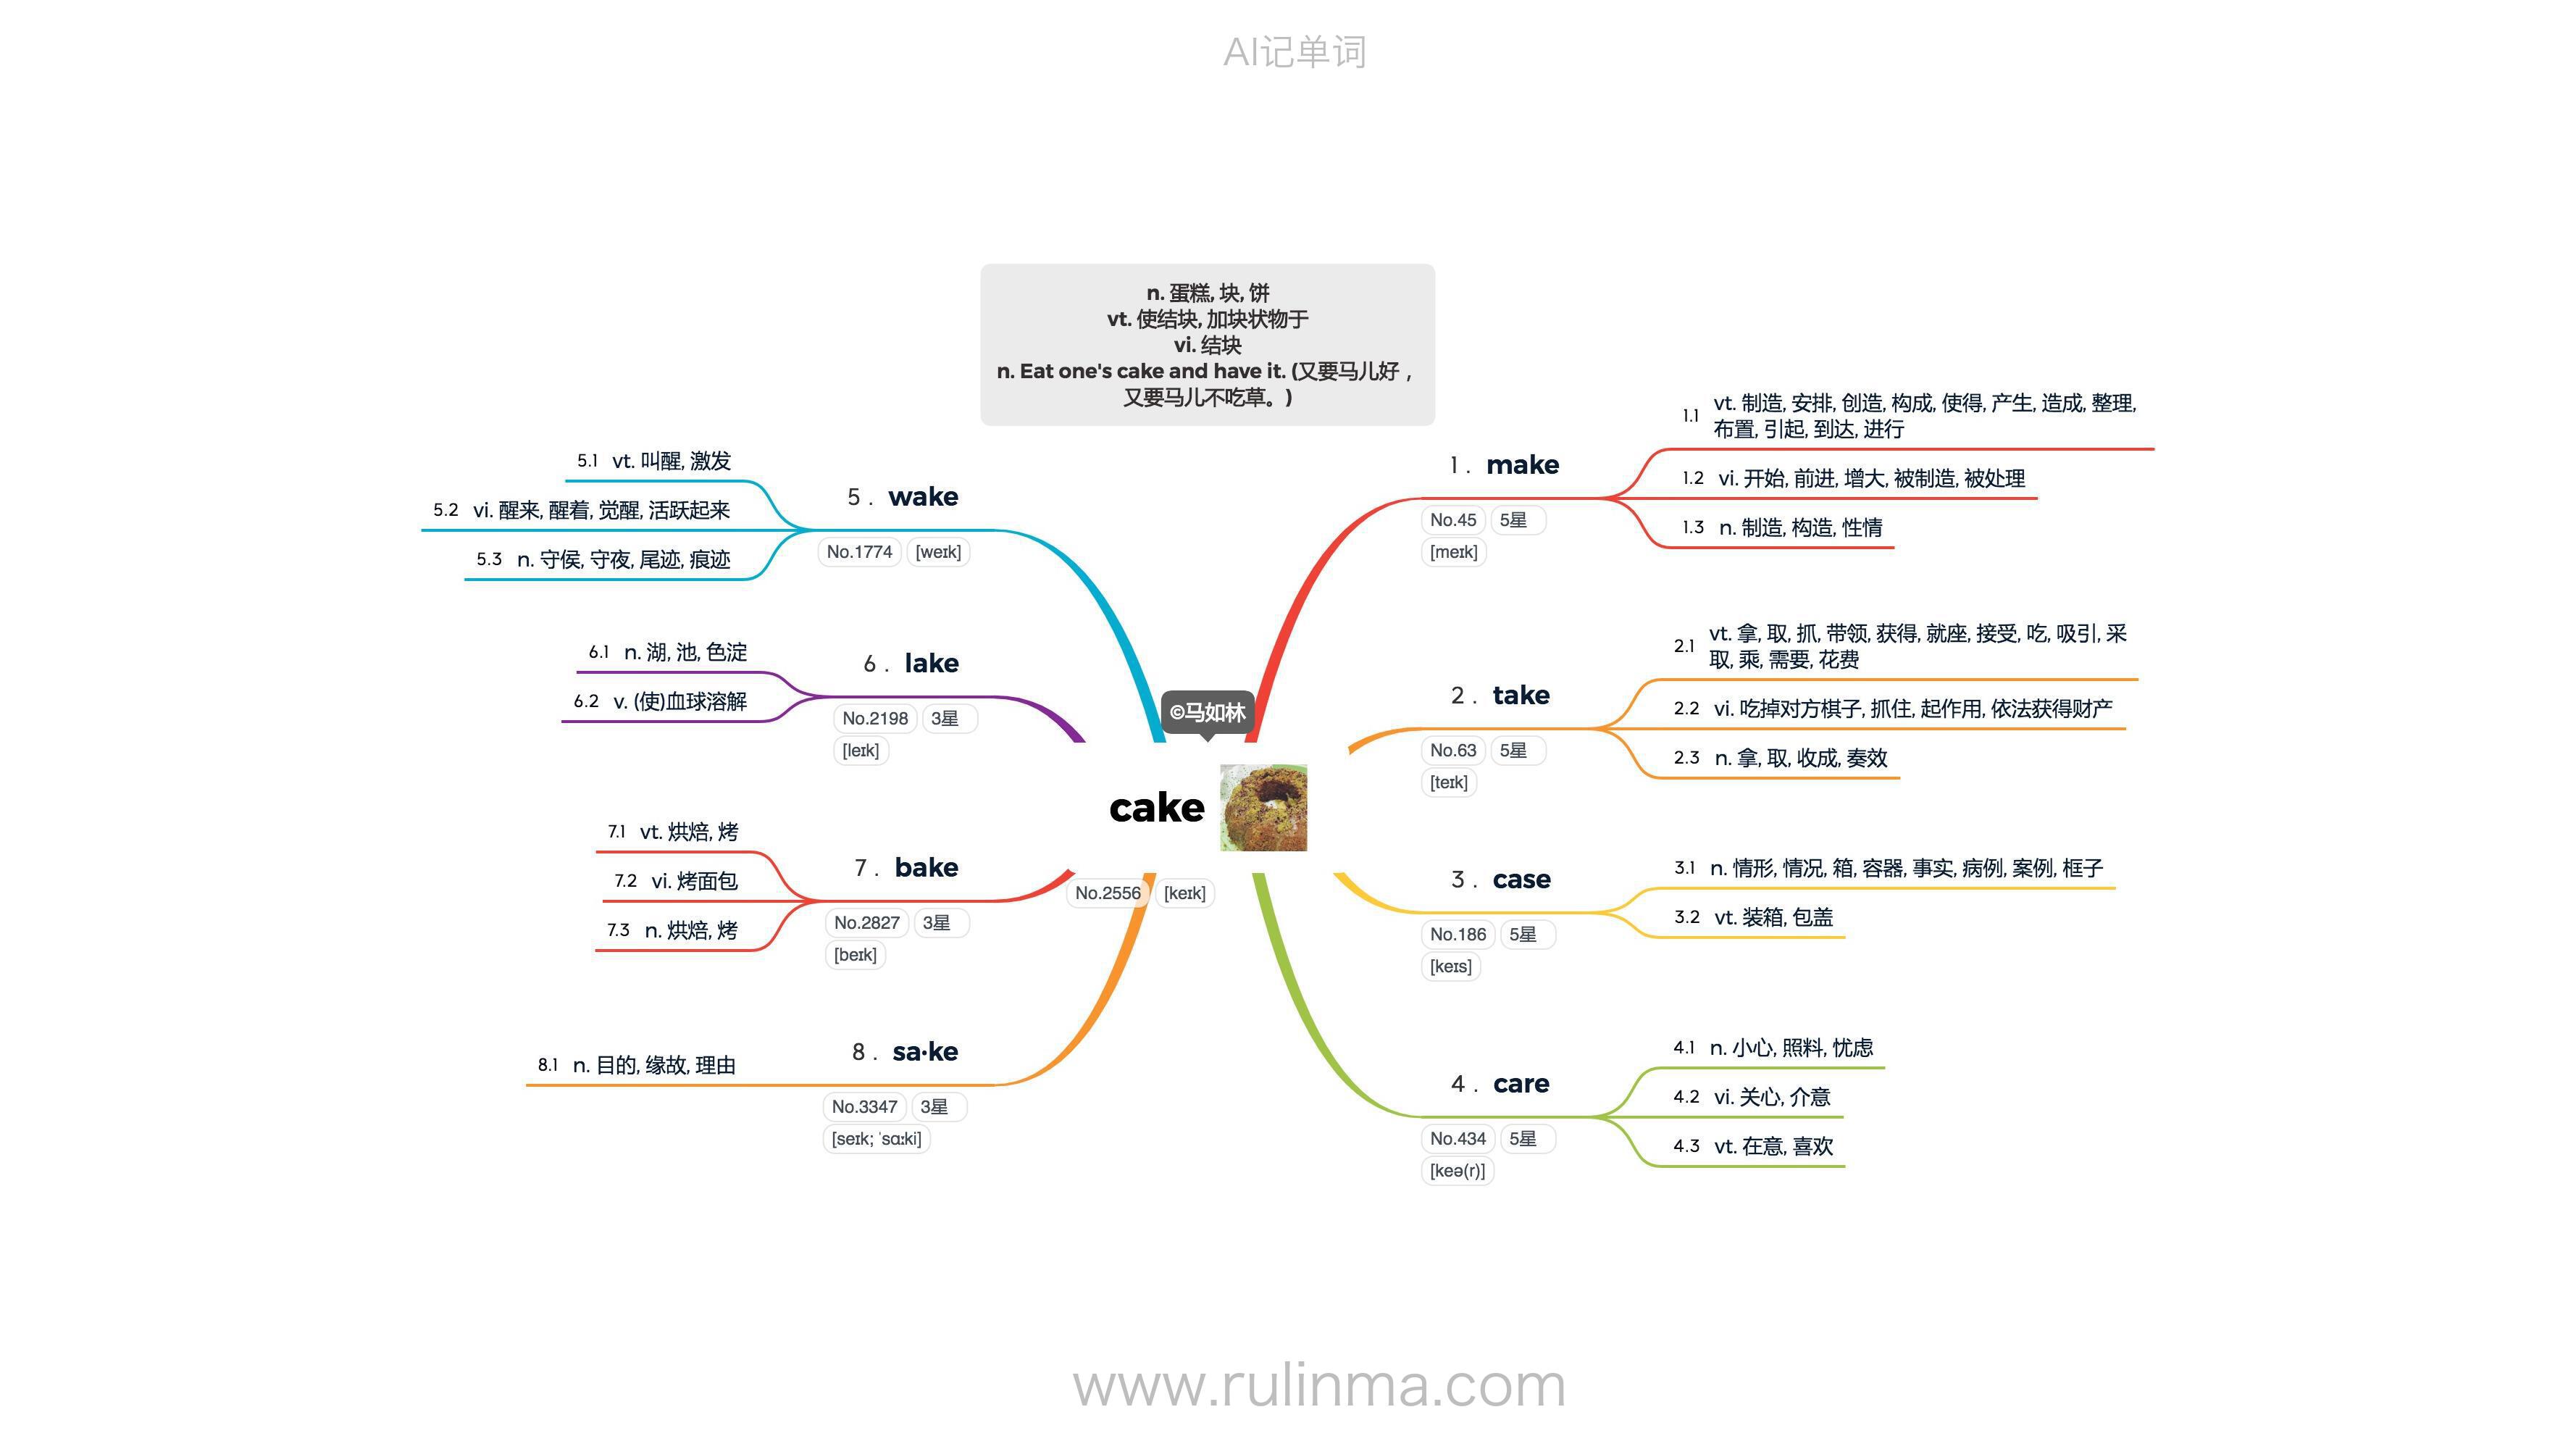 AI记单词
n. 蛋糕, 块, 饼
vt. 使结块, 加块状物于
vi. 结块
n. Eat one's cake and have it. (又要马儿好，
又要马儿不吃草。)
©马如林
cake
No.2556 [keɪk]
1. make
No.45 5星
[meɪk]
1.1 vt. 制造, 安排, 创造, 构成, 使得, 产生, 造成, 整理,
布置, 引起, 到达, 进行
1.2 vi. 开始, 前进, 增大, 被制造, 被处理
1.3 n. 制造, 构造, 性情
2. take
No.63 5星
[teɪk]
2.1 vt. 拿, 取, 抓, 带领, 获得, 就座, 接受, 吃, 吸引, 采
取, 乘, 需要, 花费
2.2 vi. 吃掉对方棋子, 抓住, 起作用, 依法获得财产
2.3 n. 拿, 取, 收成, 奏效
3. case
No.186 5星
[keɪs]
3.1 n. 情形, 情况, 箱, 容器, 事实, 病例, 案例, 框子
3.2 vt. 装箱, 包盖
4. care
No.434 5星
[keə(r)]
4.1 n. 小心, 照料, 忧虑
4.2 vi. 关心, 介意
4.3 vt. 在意, 喜欢
5. wake
No.1774 [weɪk]
5.1 vt. 叫醒, 激发
5.2 vi. 醒来, 醒着, 觉醒, 活跃起来
5.3 n. 守侯, 守夜, 尾迹, 痕迹
6. lake
No.2198 3星
[leɪk]
6.1 n. 湖, 池, 色淀
6.2 v. (使)血球溶解
7. bake
No.2827 3星
[beɪk]
7.1 vt. 烘焙, 烤
7.2 vi. 烤面包
7.3 n. 烘焙, 烤
8. sa·ke
No.3347 3星
[seɪk; ˈsɑːki]
8.1 n. 目的, 缘故, 理由
www.rulinma.com